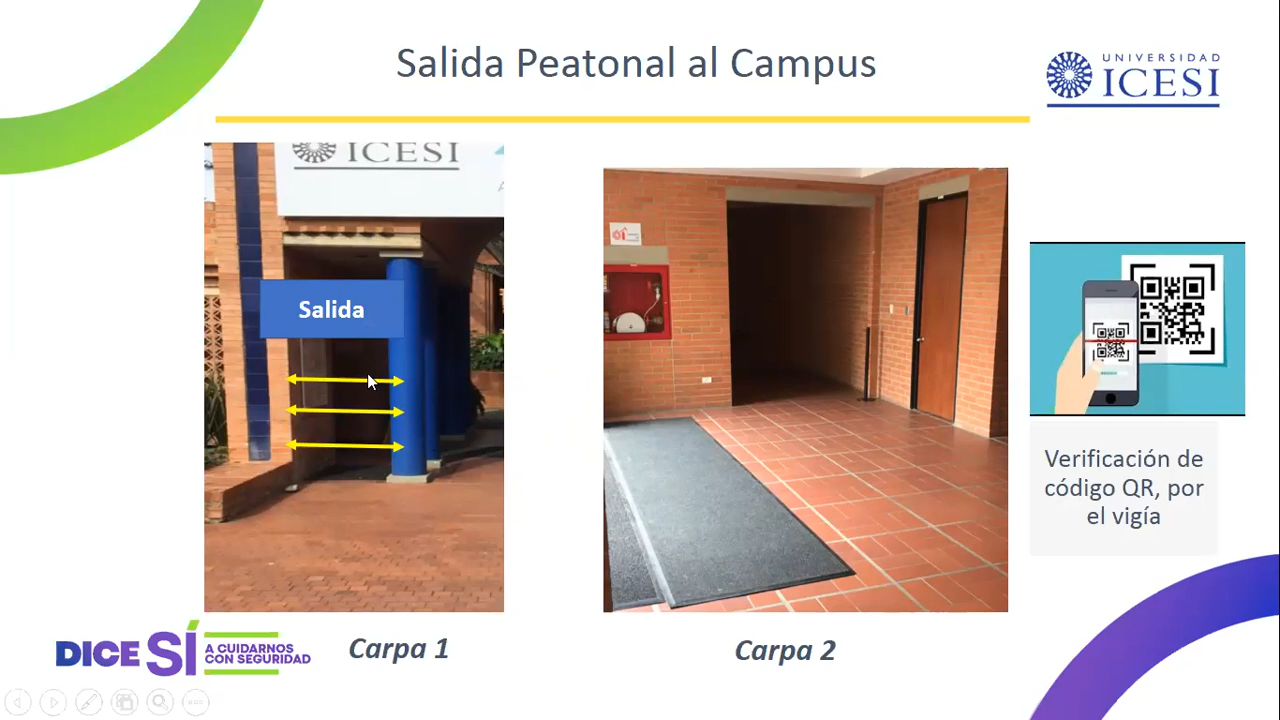 Salida Peatonal al Campus
UNIVERSIDAD
ICESI
ICESI
Salida
Verificación de
código QR, por
el vigía
Carpa 1
Carpa 2
DICE SÍ
A CUIDARNOS
CON SEGURIDAD